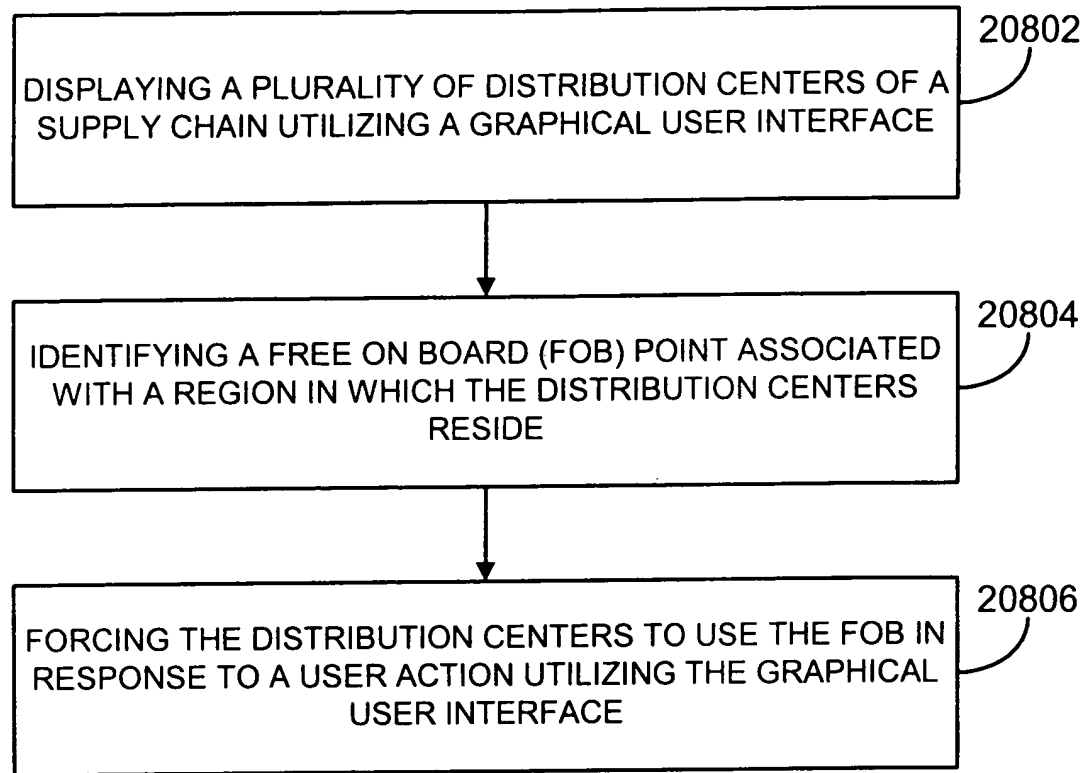 20802
DISPLAYING A PLURALITY OF DISTRIBUTION CENTERS OF A
SUPPLY CHAIN UTILIZING A GRAPHICAL USER INTERFACE
20804
IDENTIFYING A FREE ON BOARD (FOB) POINT ASSOCIATED
WITH A REGION IN WHICH THE DISTRIBUTION CENTERS
RESIDE
20806
FORCING THE DISTRIBUTION CENTERS TO USE THE FOB IN
RESPONSE TO A USER ACTION UTILIZING THE GRAPHICAL
USER INTERFACE